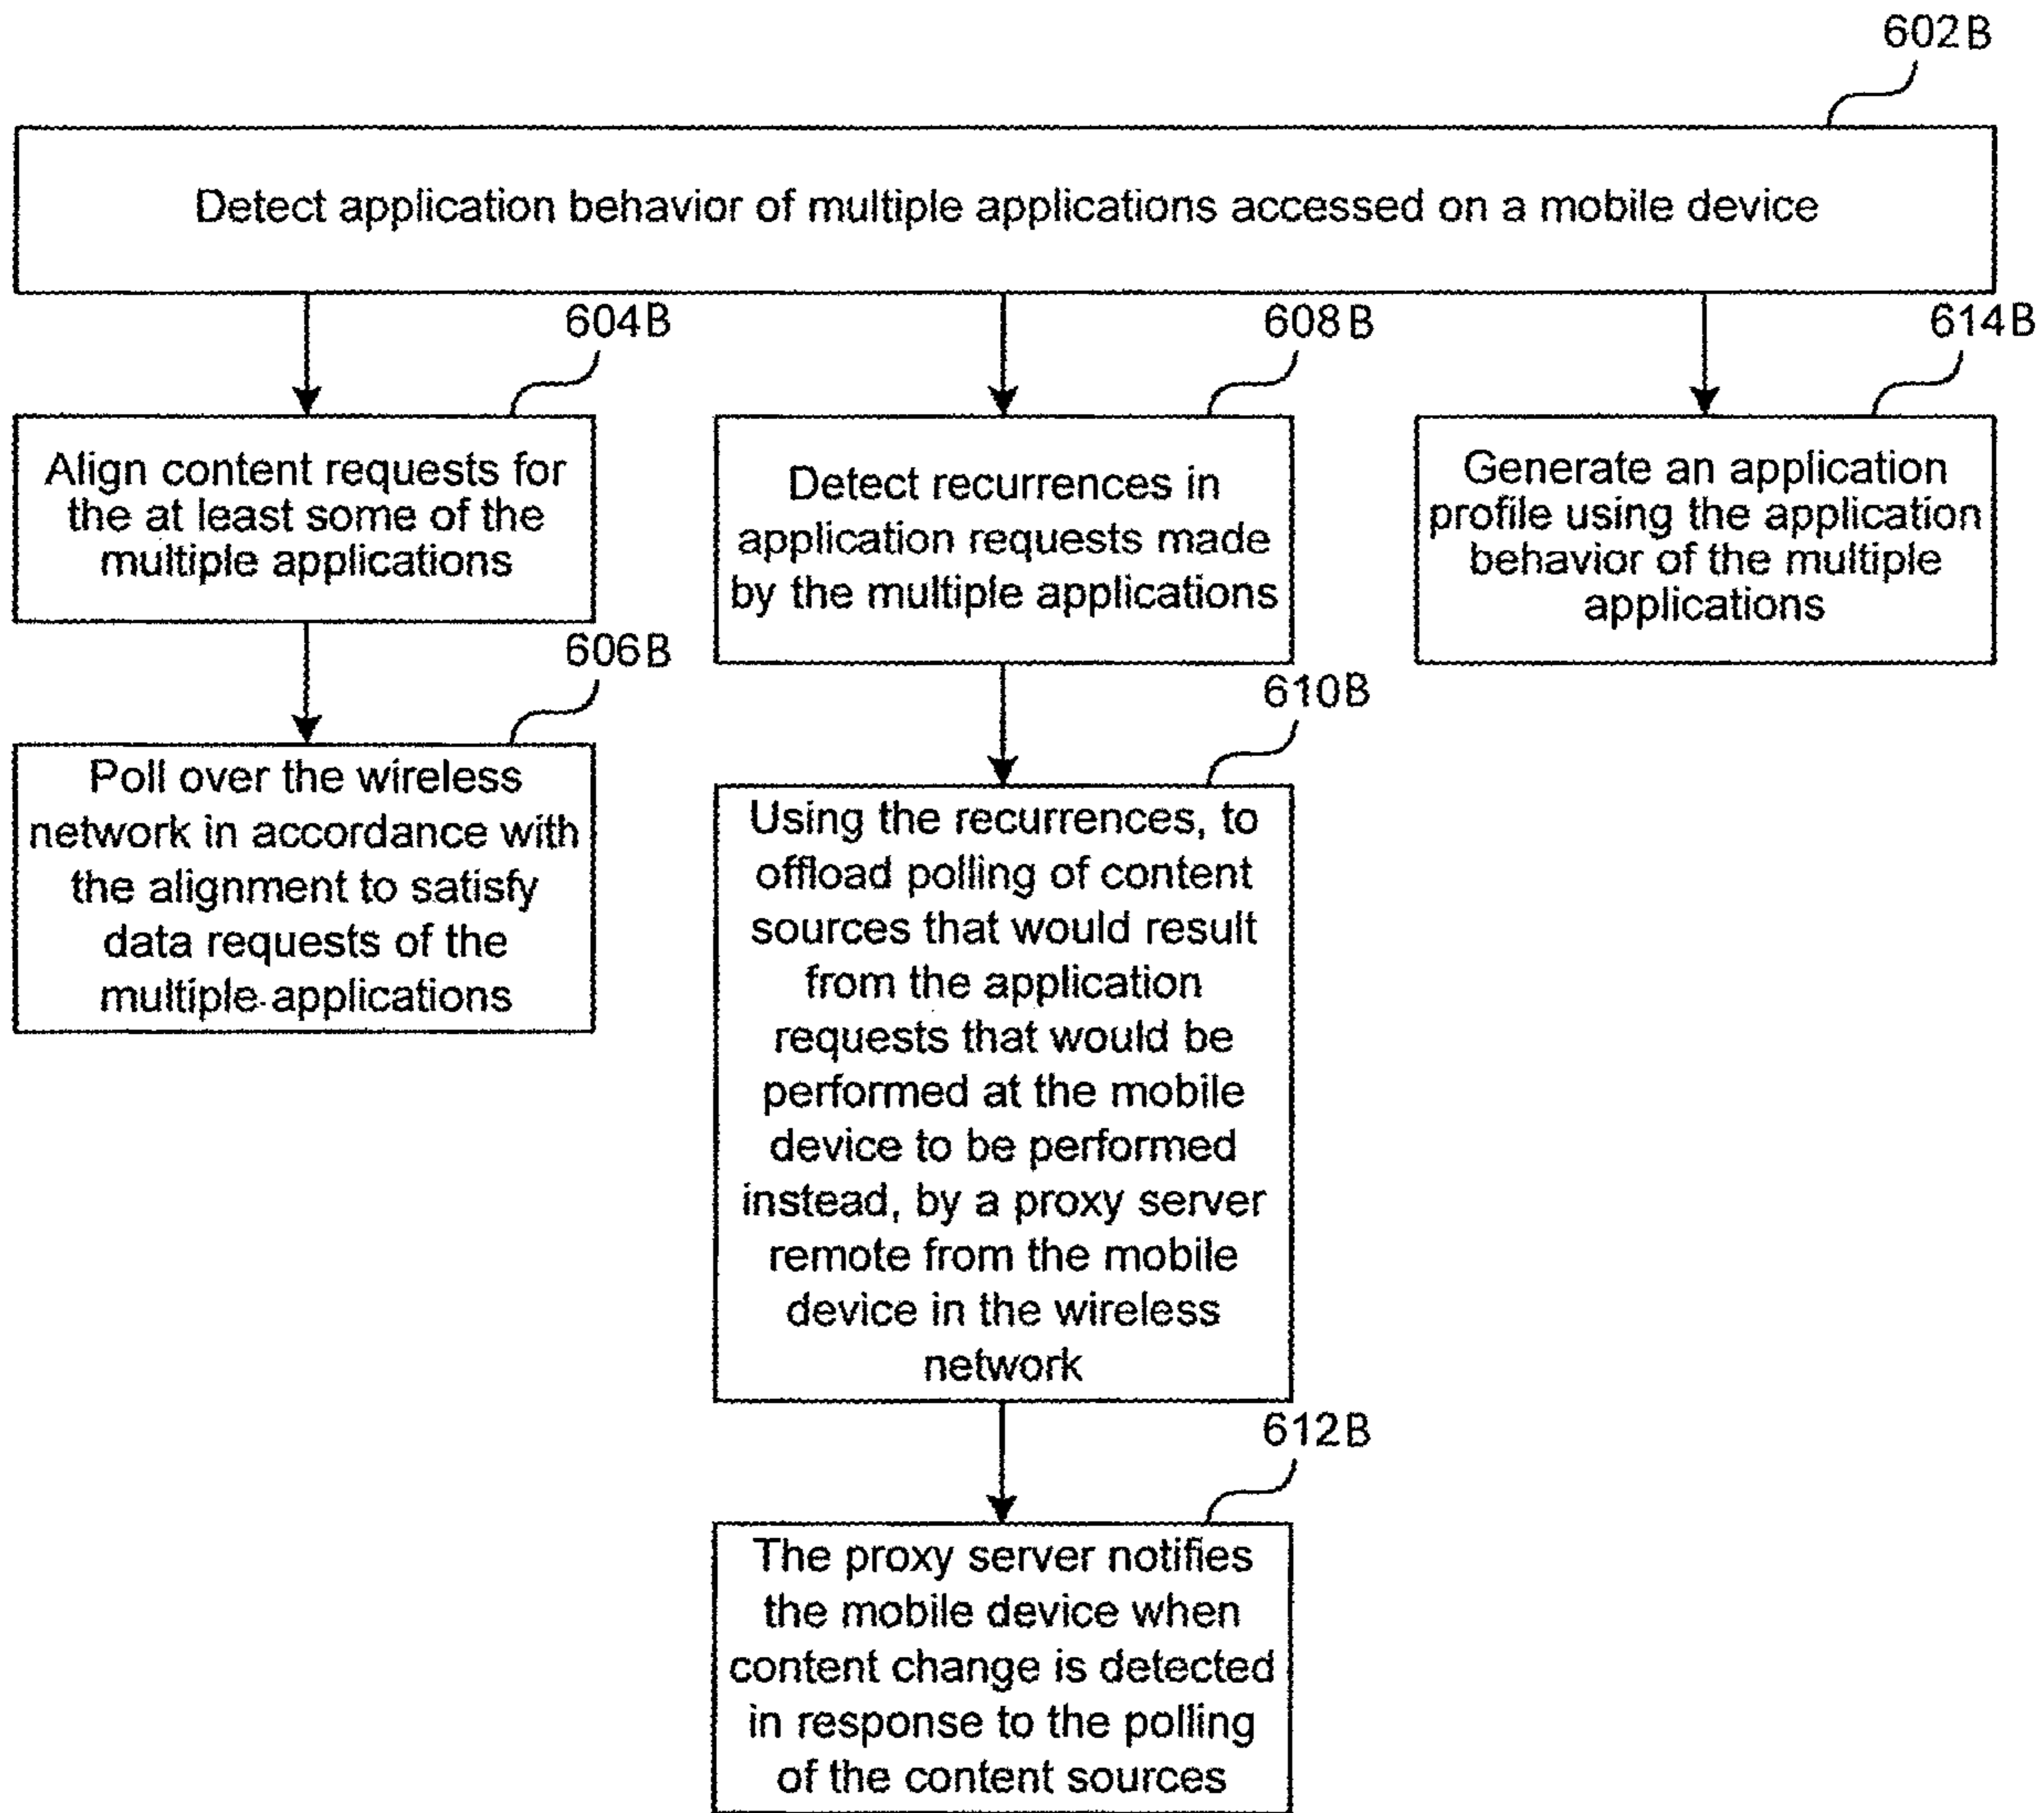 602B
Detect application behavior of multiple applications accessed on a mobile device
604B
Align content requests for
the at least some of the
multiple applications
606B
Poll over the wireless
network in accordance with
the alignment to satisfy
data requests of the
multiple applications
608B
Detect recurrences in
application requests made
by the multiple applications
610B
Using the recurrences, to
offload polling of content
sources that would result
from the application
requests that would be
performed at the mobile
device to be performed
instead, by a proxy server
remote from the mobile
device in the wireless
network
612B
The proxy server notifies
the mobile device when
content change is detected
in response to the polling
of the content sources
614B
Generate an application
profile using the application
behavior of the multiple
applications